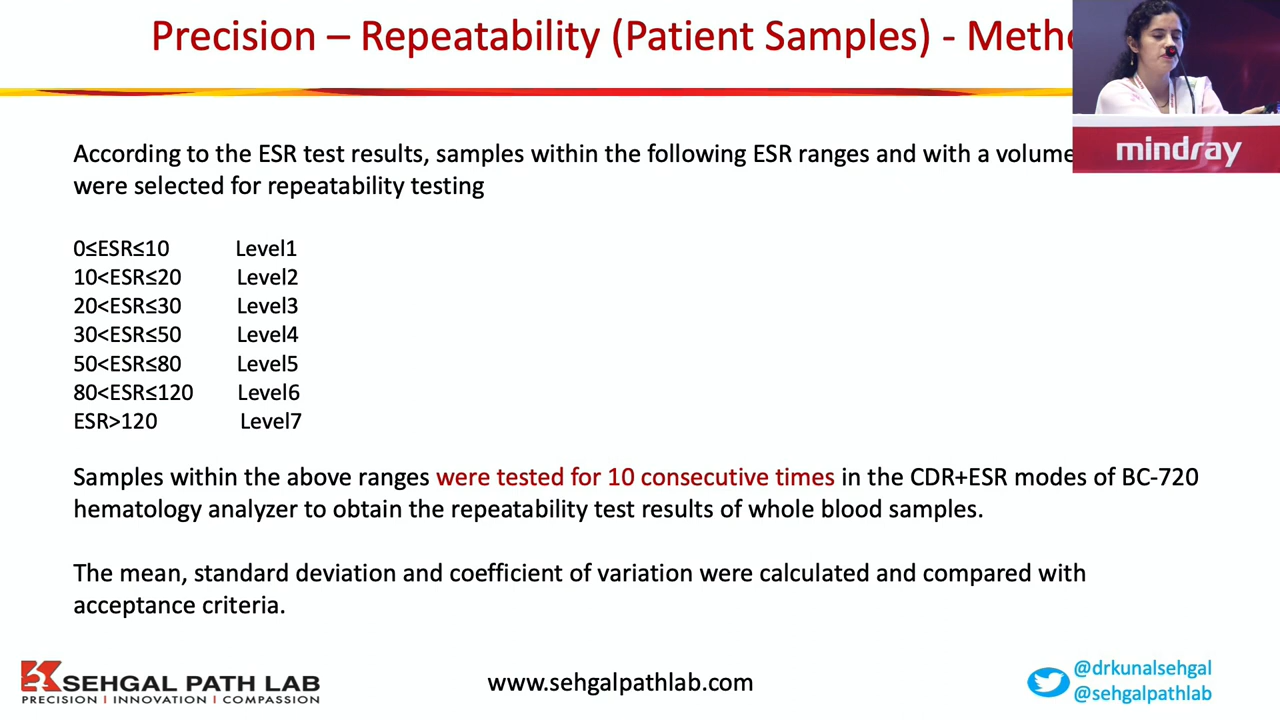 Precision – Repeatability (Patient Samples) - Metho
mindray
According to the ESR test results, samples within the following ESR ranges and with a volume
were selected for repeatability testing
0≤ESR≤10 Level1
10<ESR≤20 Level2
20<ESR≤30 Level3
30<ESR≤50 Level4
50<ESR≤80 Level5
80<ESR≤120 Level6
ESR>120 Level7
Samples within the above ranges were tested for 10 consecutive times in the CDR+ESR modes of BC-720
hematology analyzer to obtain the repeatability test results of whole blood samples.
The mean, standard deviation and coefficient of variation were calculated and compared with
acceptance criteria.
SEHGAL PATH LAB
PRECISION | INNOVATION | COMPASSION
www.sehgalpathlab.com
@drkunalsehgal
@sehgalpathlab